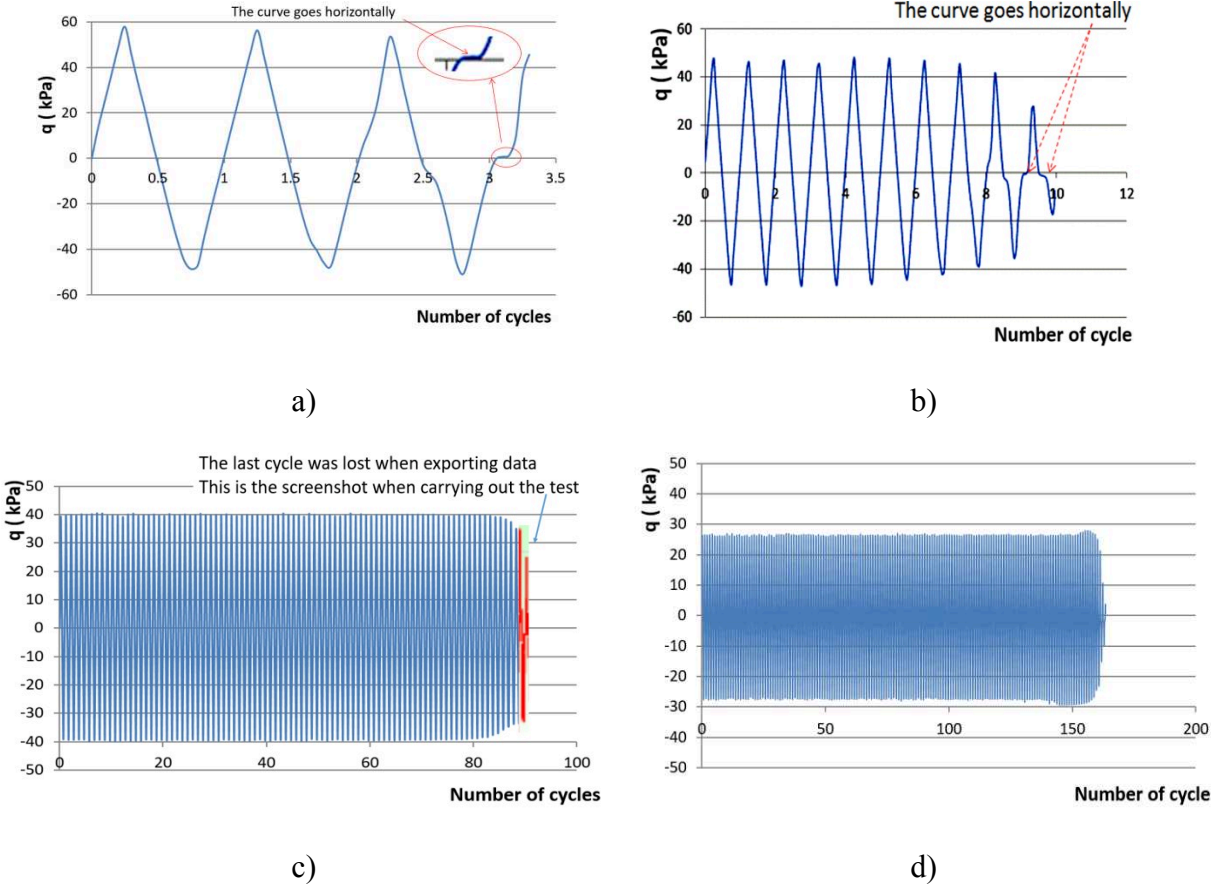 The curve goes horizontally
60
40
20
0
-20
-40
-60
q ( kPa)
0 0.5 1 1.5 2 2.5 3 3.5
Number of cycles
a)
The curve goes horizontally
60
40
20
0
-20
-40
-60
q ( kPa)
0 2 4 6 8 10 12
Number of cycle
b)
The last cycle was lost when exporting data
This is the screenshot when carrying out the test
50
40
30
20
10
0
-10
-20
-30
-40
-50
q ( kPa)
0 20 40 60 80 100
Number of cycles
c)
50
40
30
20
10
0
-10
-20
-30
-40
-50
q ( kPa)
0 50 100 150 200
Number of cycle
d)